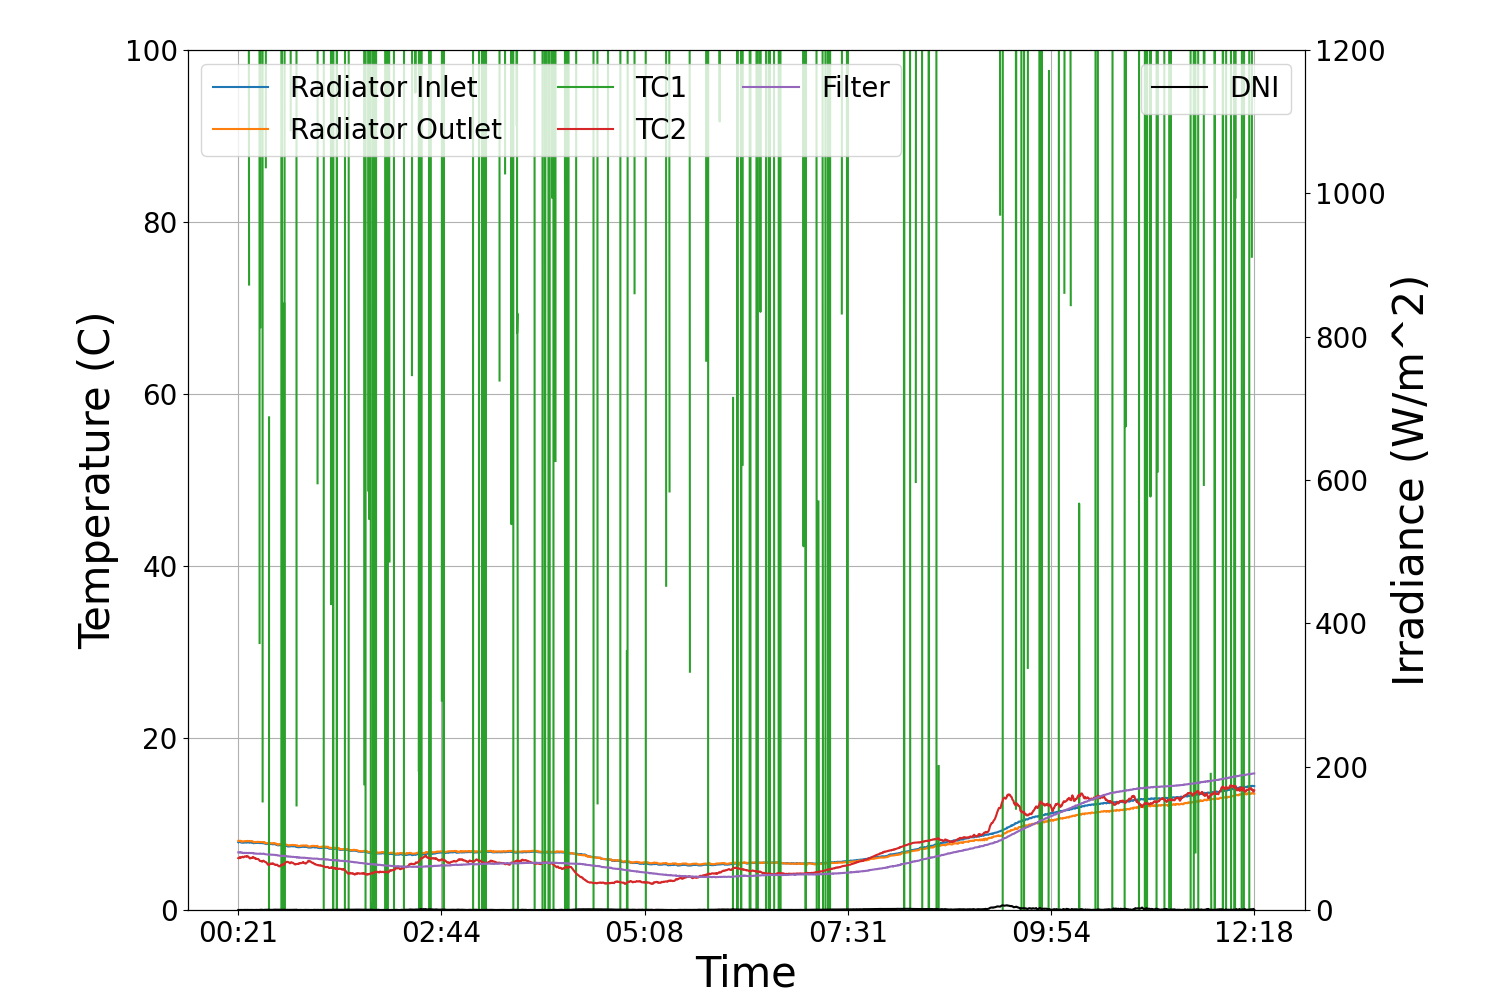 100
80
60
40
20
0
Temperature (C)
Radiator Inlet
Radiator Outlet
TC1
TC2
Filter
DNI
1200
1000
800
600
400
200
0
Irradiance (W/m^2)
00:21
02:44
05:08
07:31
09:54
12:18
Time